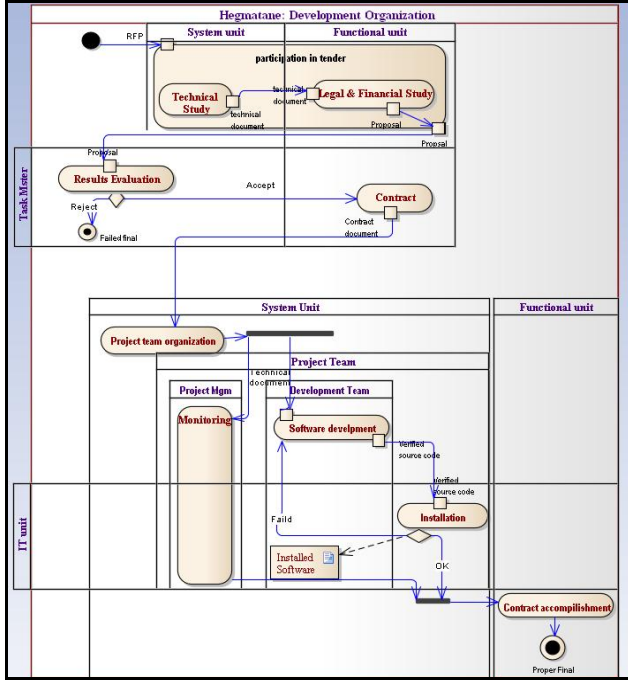 Hegmatane: Development Organization
System unit
Functional unit
RFP
participation in tender
Technical
Study
technical
document
technical
document
Legal & Financial Study
Proposal
Propsal
Task Mster
Proposal
Results Evaluation
Accept
Reject
Failed final
Contract
Contract
document
System Unit
Functional unit
Project team organization
Project Team
Technical
document
Project Mgm
Development Team
Monitoring
Software develpment
Verified
source code
Verified
source code
IT unit
Faild
Installation
Installed
Software
OK
Contract accompilishment
Proper Final